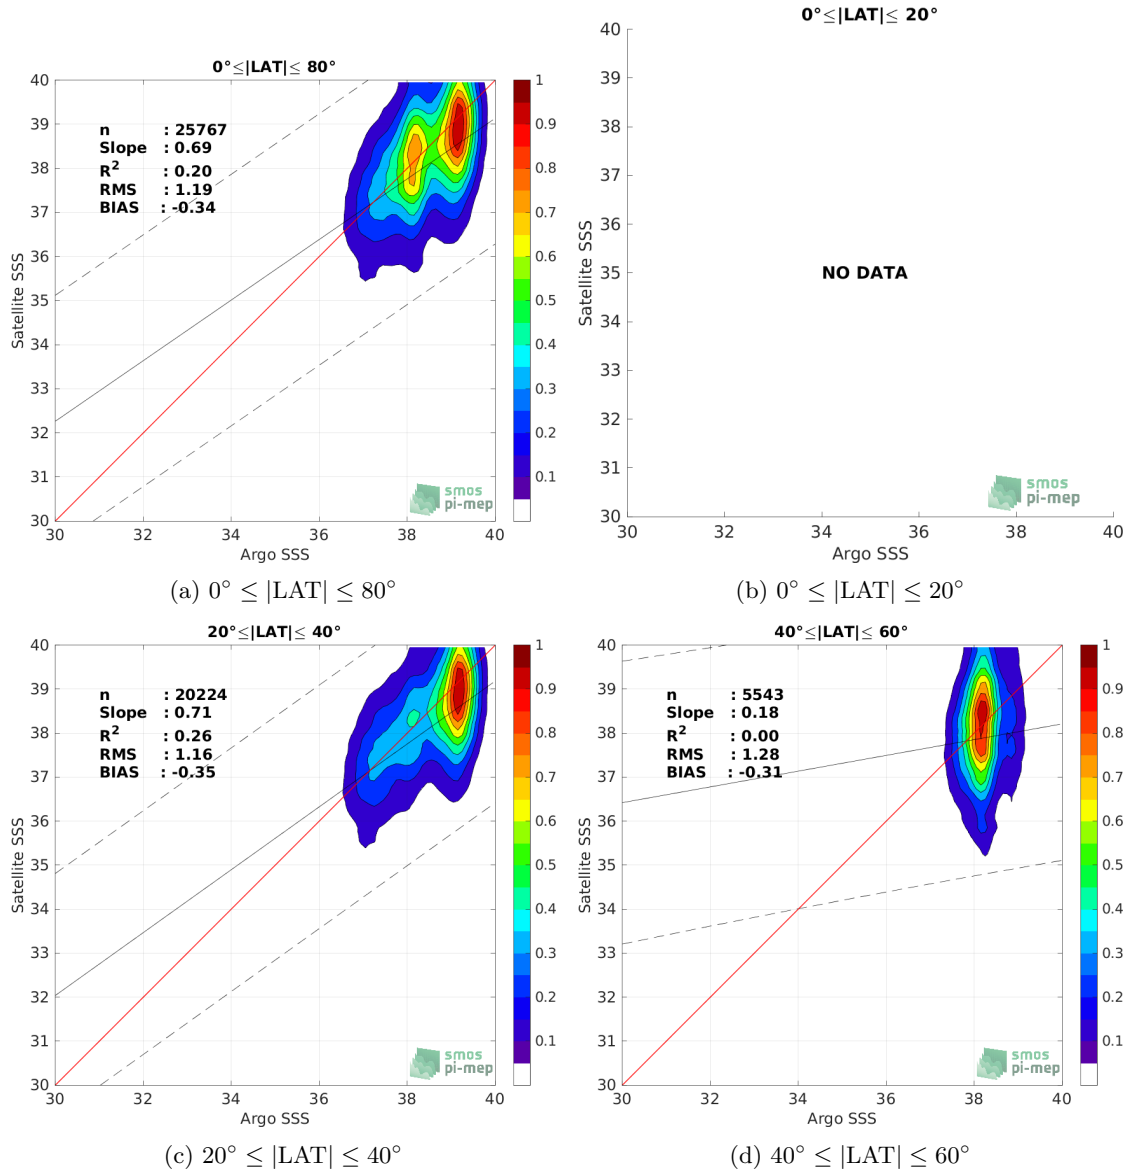 0°≤|LAT|≤ 80°
n : 25767
Slope : 0.69
R² : 0.20
RMS : 1.19
BIAS : -0.34
40
39
38
37
36
35
34
33
32
31
30
30 32 34 36 38 40
Satellite SSS
Argo SSS
1
0.9
0.8
0.7
0.6
0.5
0.4
0.3
0.2
0.1
smos
pi-mep
(a) 0° ≤ |LAT| ≤ 80°
0°≤|LAT|≤ 20°
40
39
38
37
36
35
34
33
32
31
30
30 32 34 36 38 40
Satellite SSS
Argo SSS
NO DATA
smos
pi-mep
(b) 0° ≤ |LAT| ≤ 20°
20°≤|LAT|≤ 40°
n : 20224
Slope : 0.71
R² : 0.26
RMS : 1.16
BIAS : -0.35
40
39
38
37
36
35
34
33
32
31
30
30 32 34 36 38 40
Satellite SSS
Argo SSS
1
0.9
0.8
0.7
0.6
0.5
0.4
0.3
0.2
0.1
smos
pi-mep
(c) 20° ≤ |LAT| ≤ 40°
40°≤|LAT|≤ 60°
n : 5543
Slope : 0.18
R² : 0.00
RMS : 1.28
BIAS : -0.31
40
39
38
37
36
35
34
33
32
31
30
30 32 34 36 38 40
Satellite SSS
Argo SSS
1
0.9
0.8
0.7
0.6
0.5
0.4
0.3
0.2
0.1
smos
pi-mep
(d) 40° ≤ |LAT| ≤ 60°